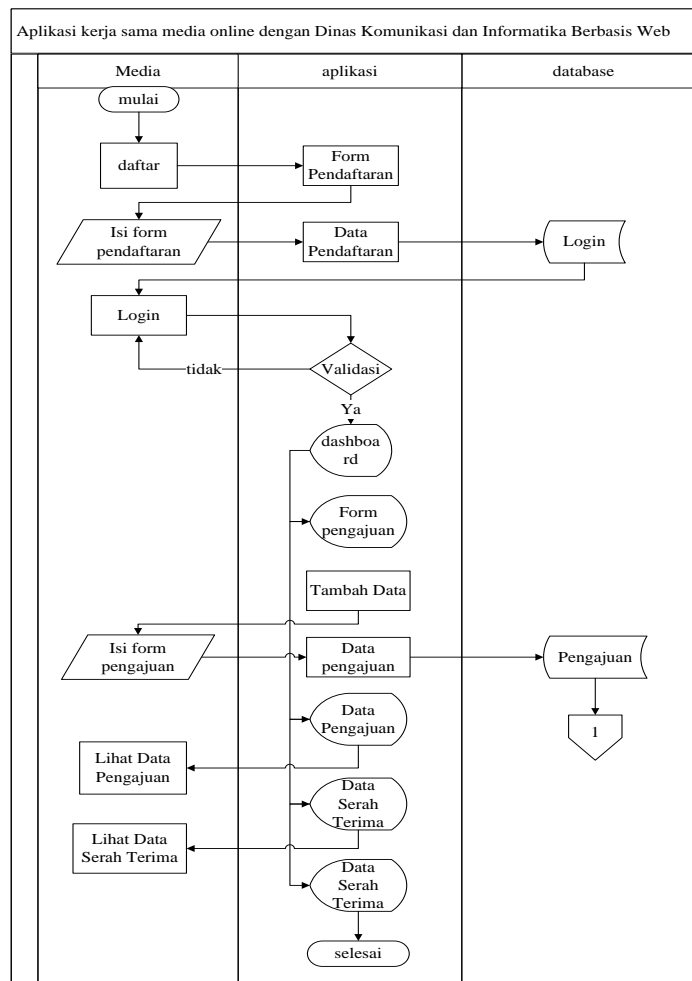 Aplikasi kerja sama media online dengan Dinas Komunikasi dan Informatika Berbasis Web
Media
aplikasi
database
mulai
daftar
Form
Pendaftaran
Isi form
pendaftaran
Data
Pendaftaran
Login
Login
tidak
Validasi
Ya
dashboa
rd
Form
pengajuan
Tambah Data
Isi form
pengajuan
Data
pengajuan
Pengajuan
1
Data
Pengajuan
Lihat Data
Pengajuan
Data
Serah
Terima
Lihat Data
Serah Terima
Data
Serah
Terima
selesai